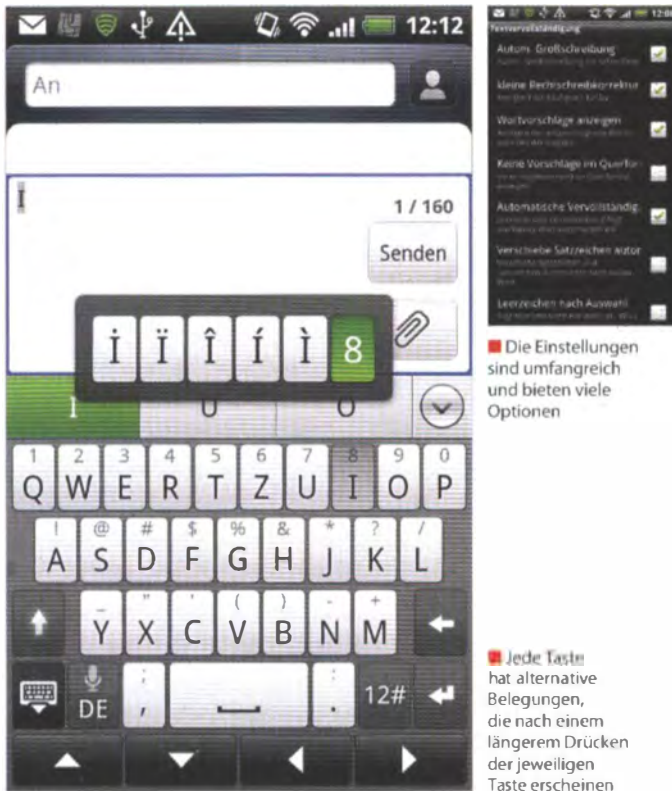 12:12
An
I
1 / 160
Senden
İ Ï Î Í Ì 8
I U O
1 2 3 4 5 6 7 8 9 0
Q W E R T Z U I O P
! @ # $ % & * ? /
A S D F G H J K L
_ " ' ( ) - +
Y X C V B N M
DE , . 12#
12:08
Textvervollständigung
Autom. Großschreibung
kleine Rechtschreibkorrektur
Wortvorschläge anzeigen
Keine Vorschläge im Querfor
Automatische Vervollständig
Verschiebe Satzzeichen autor
Leerzeichen nach Auswahl
Die Einstellungen
sind umfangreich
und bieten viele
Optionen
Jede Taste
hat alternative
Belegungen,
die nach einem
längerem Drücken
der jeweiligen
Taste erscheinen